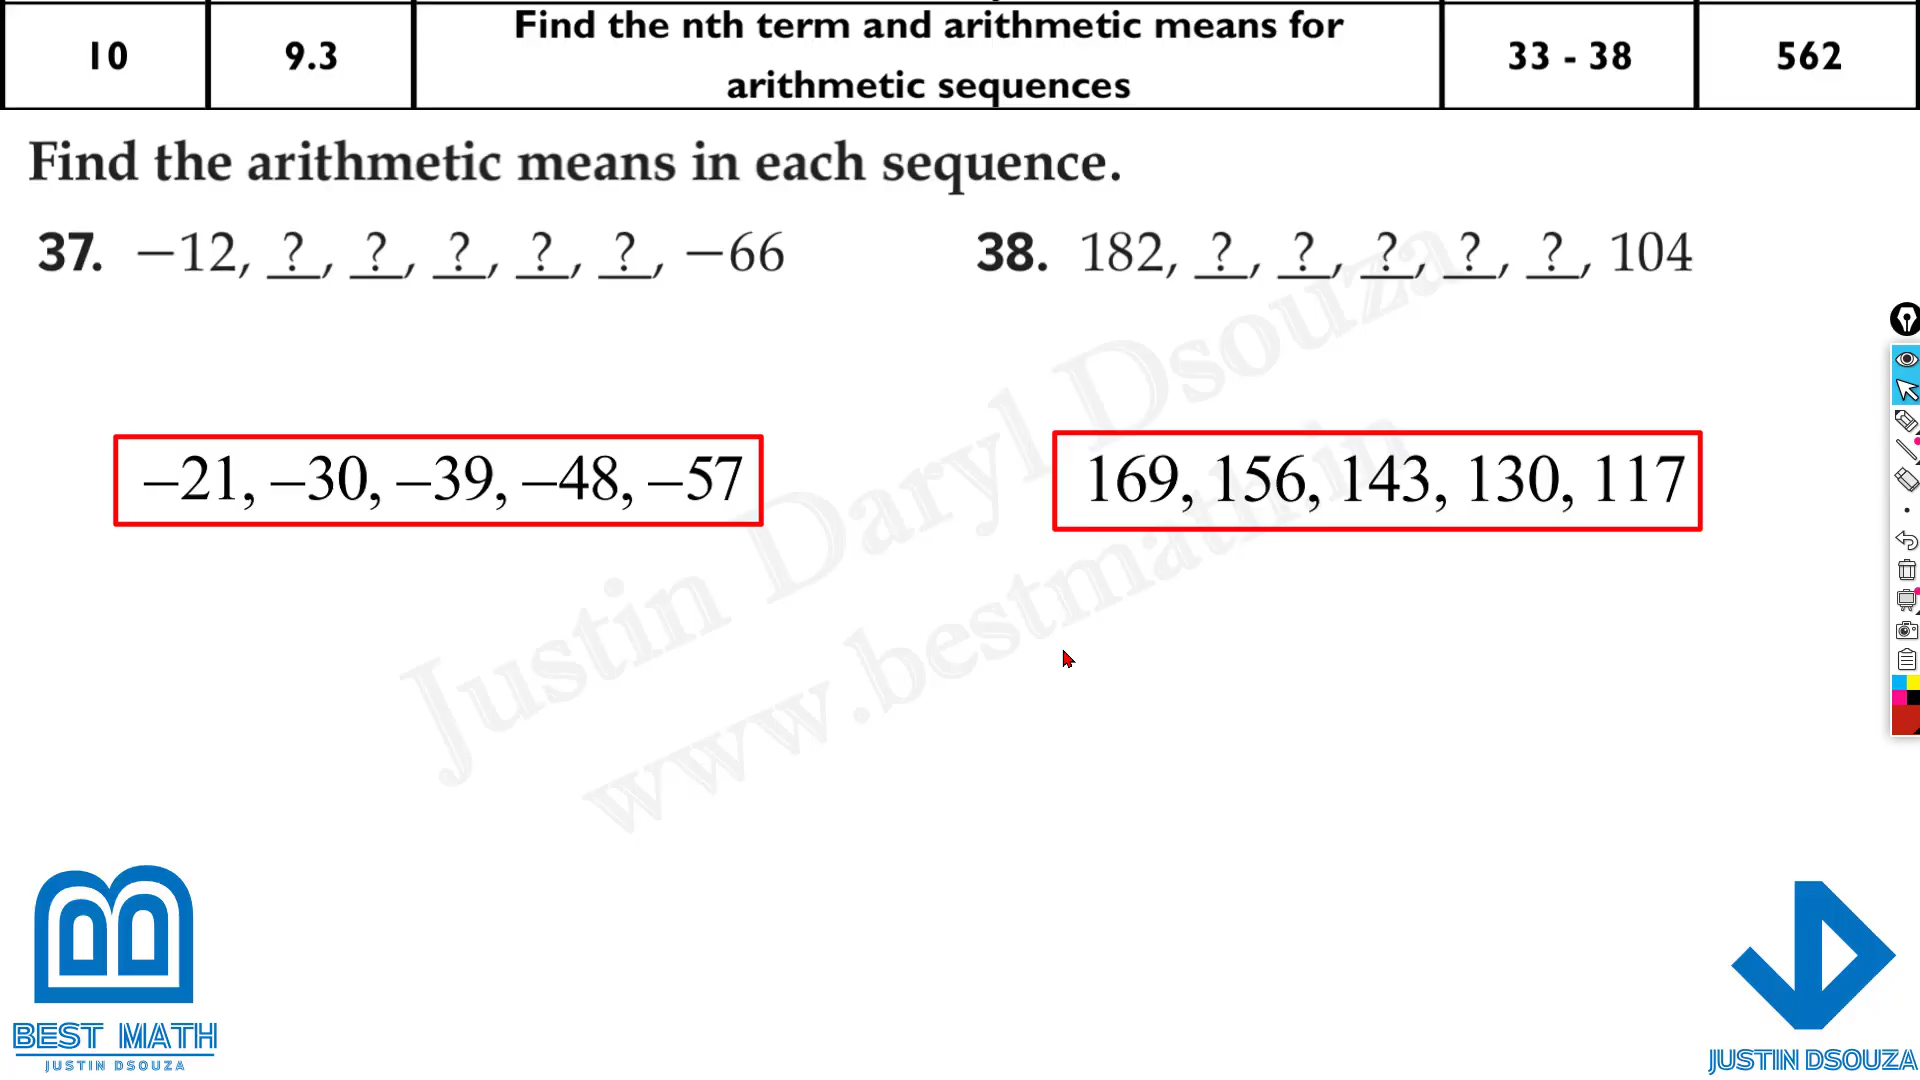 10 9.3 Find the nth term and arithmetic means for arithmetic sequences 33 - 38 562
Find the arithmetic means in each sequence.
37. −12, ?, ?, ?, ?, ?, −66
38. 182, ?, ?, ?, ?, ?, 104
–21, –30, –39, –48, –57
169, 156, 143, 130, 117
Justin Daryl Dsouza
www.bestmath.in
BEST MATH
JUSTIN DSOUZA
JUSTIN DSOUZA